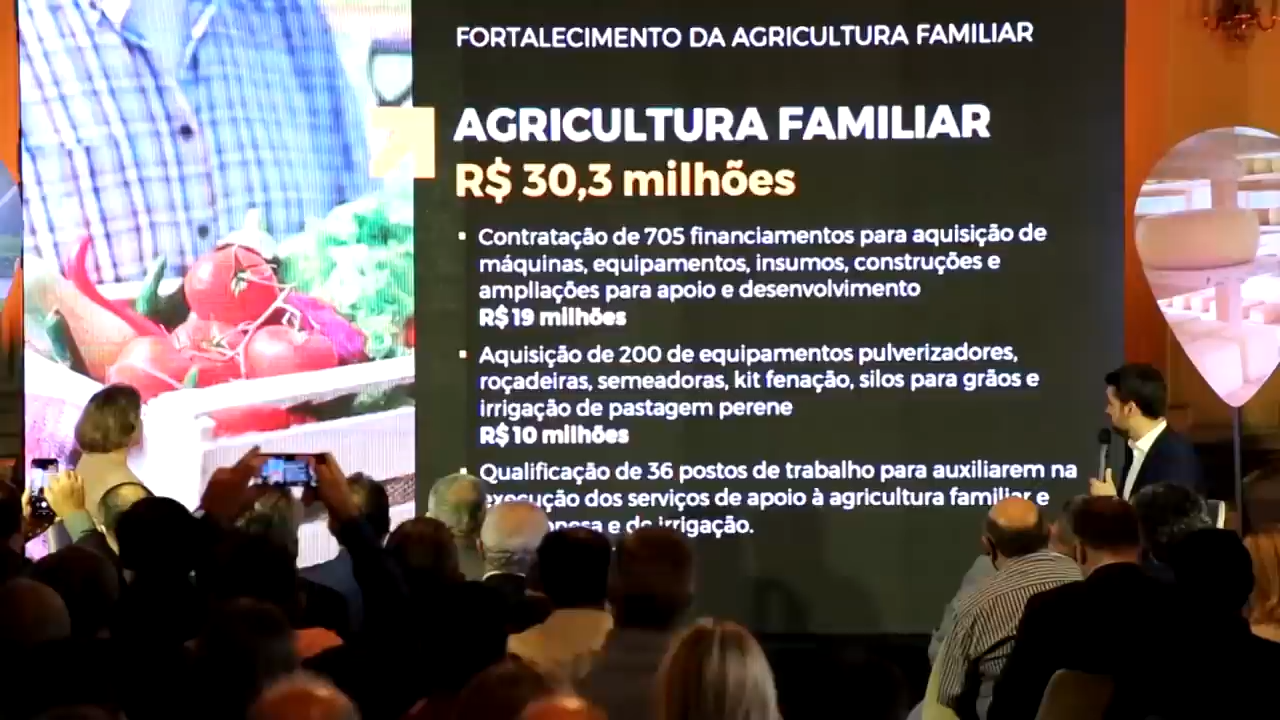 FORTALECIMENTO DA AGRICULTURA FAMILIAR
AGRICULTURA FAMILIAR
R$ 30,3 milhões
Contratação de 705 financiamentos para aquisição de
máquinas, equipamentos, insumos, construções e
ampliações para apoio e desenvolvimento
R$ 19 milhões
Aquisição de 200 de equipamentos pulverizadores,
roçadeiras, semeadoras, kit fenação, silos para grãos e
irrigação de pastagem perene
R$ 10 milhões
Qualificação de 36 postos de trabalho para auxiliarem na
execução dos serviços de apoio à agricultura familiar e
e de irrigação.